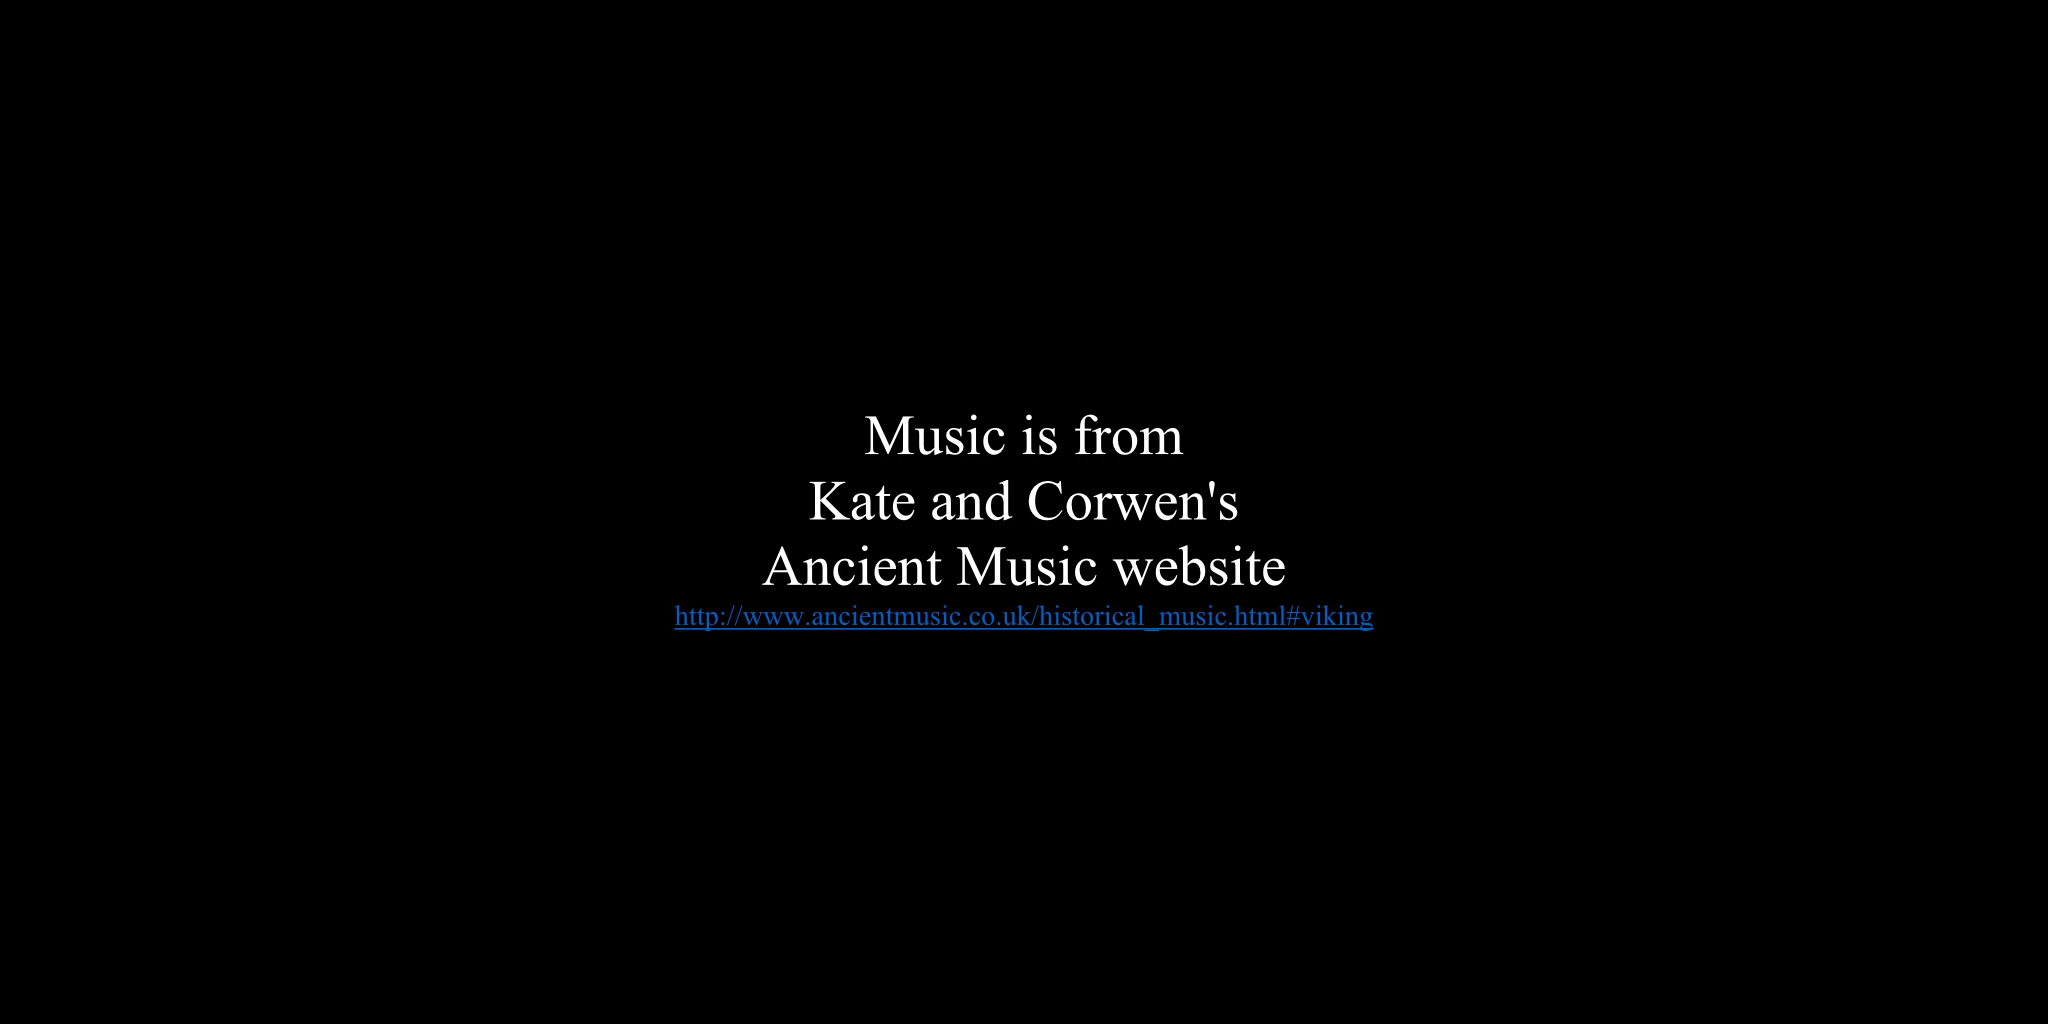 Music is from
Kate and Corwen's
Ancient Music website
http://www.ancientmusic.co.uk/historical_music.html#viking